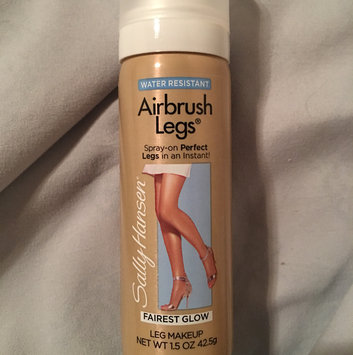 WATER RESISTANT
Airbrush
Legs®
Spray-on Perfect
Legs in an Instant!
Sally Hansen®
FAIREST GLOW
LEG MAKEUP
NET WT 1.5 OZ 42.5g